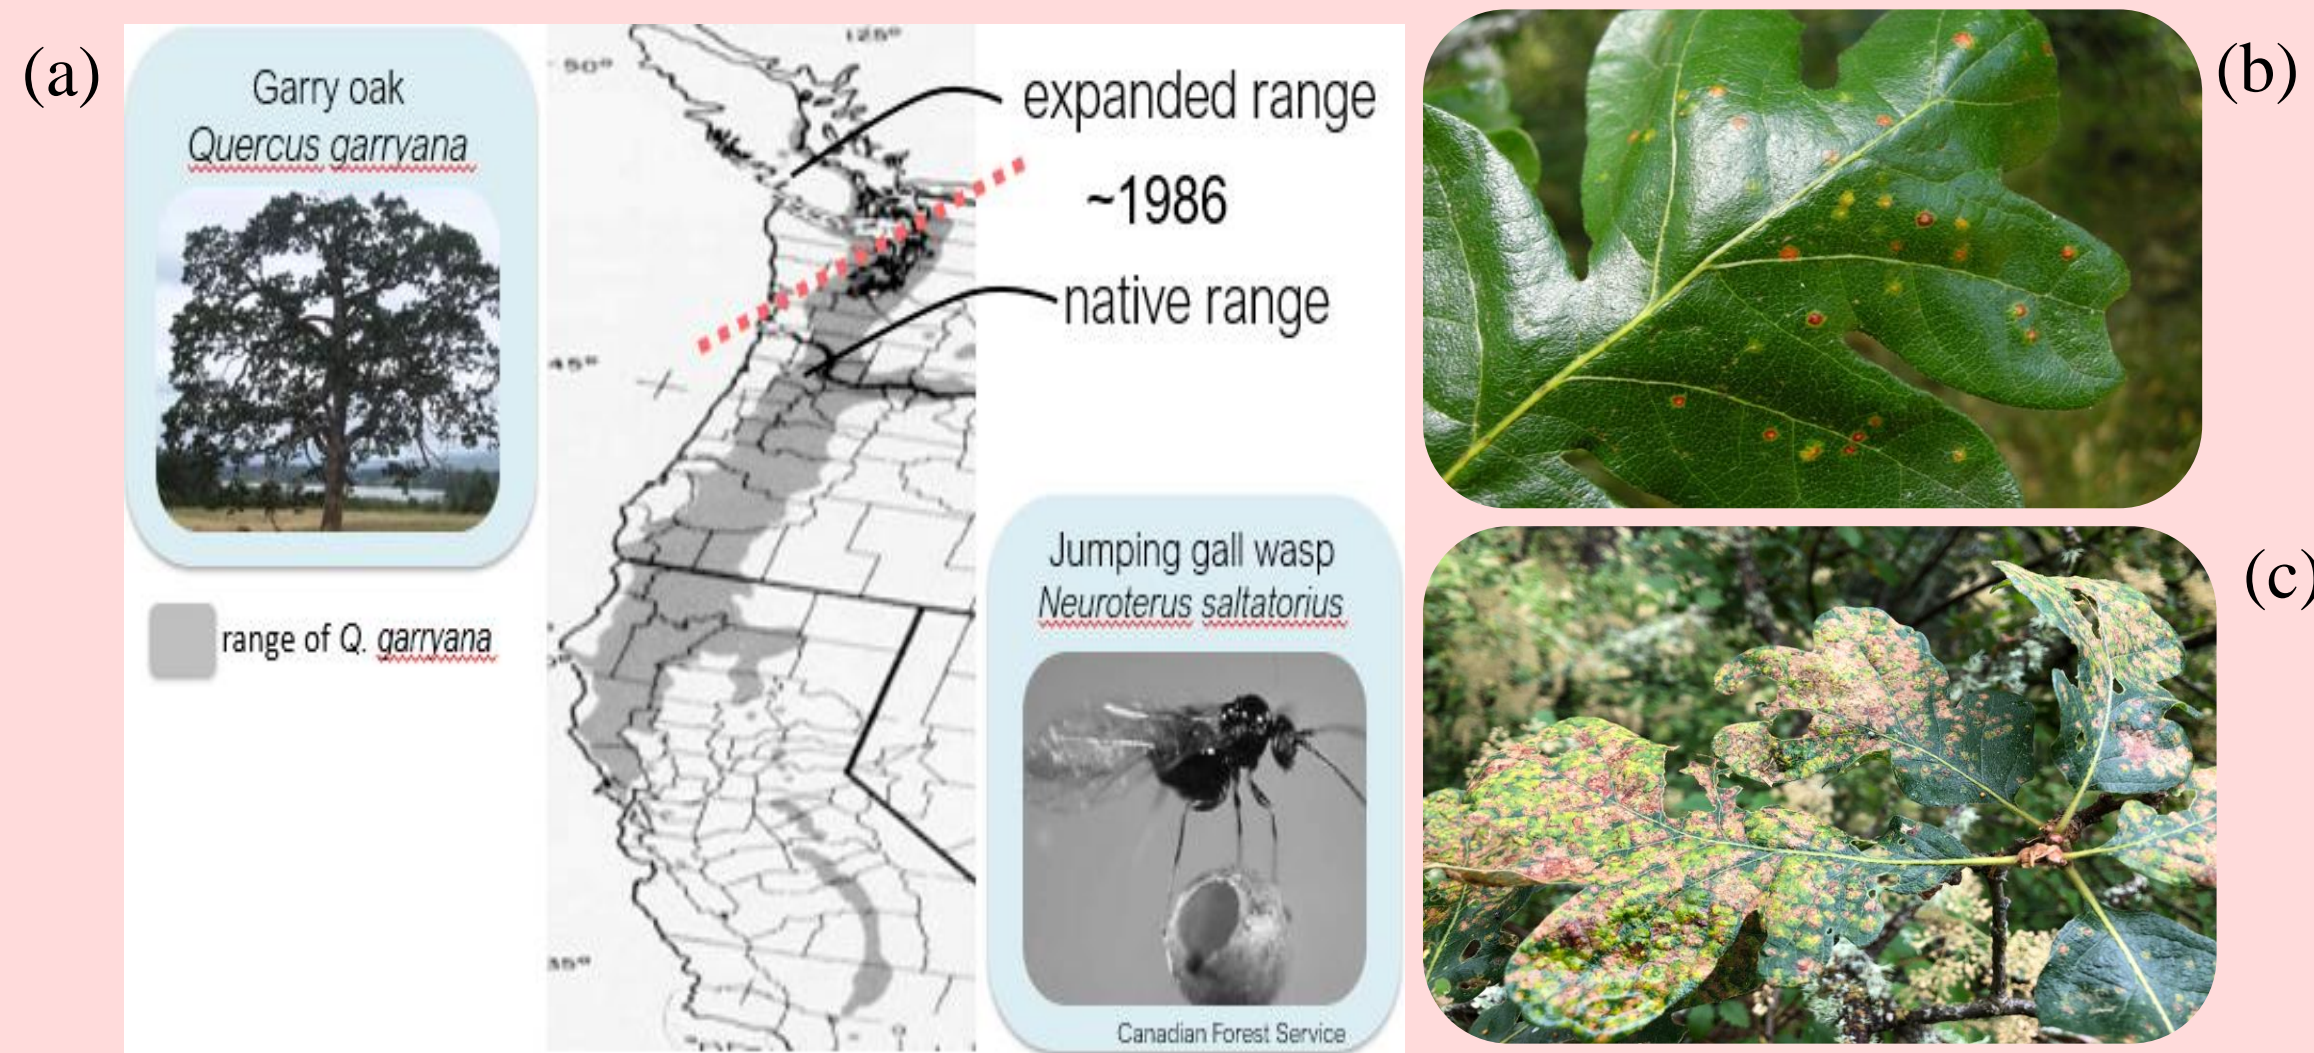 (a)
Garry oak
Quercus garryana
range of Q. garryana
50°
125°
45°
35°
expanded range
~1986
native range
Jumping gall wasp
Neuroterus saltatorius
Canadian Forest Service
(b)
(c)